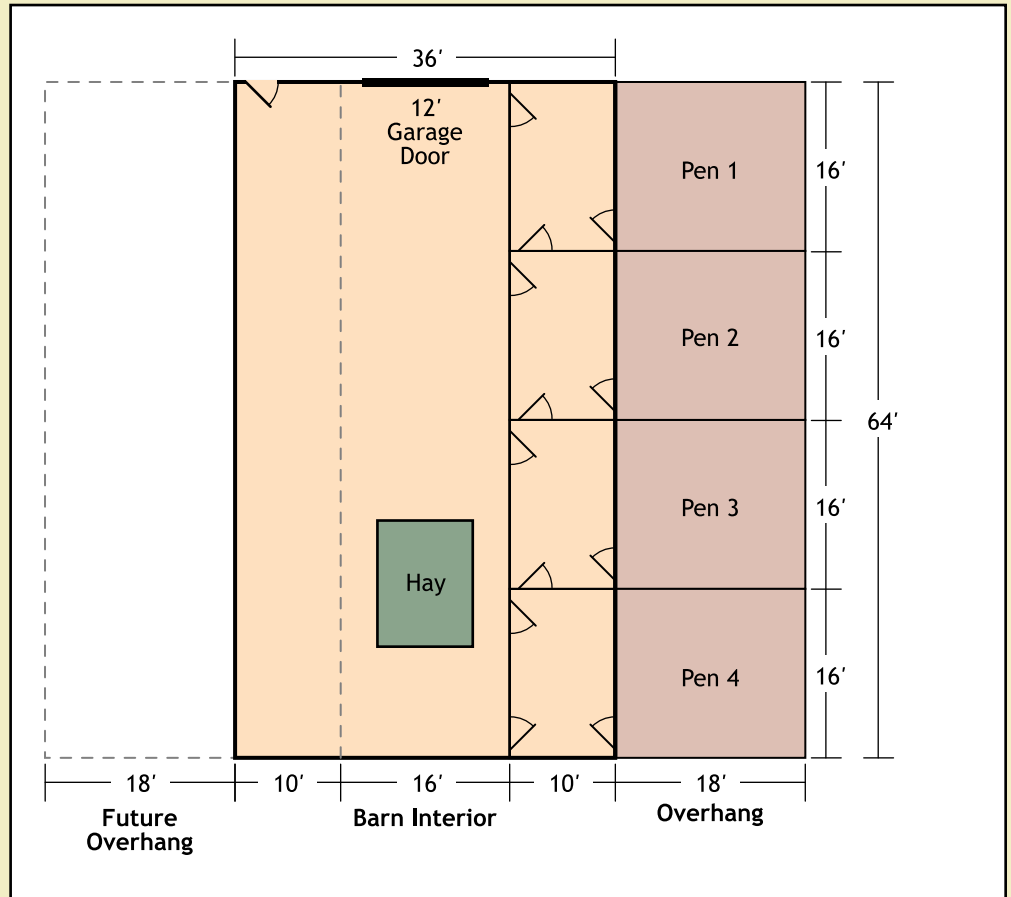 36′
12′
Garage
Door
Pen 1
16′
Pen 2
16′
64′
Pen 3
16′
Hay
Pen 4
16′
18′
10′
16′
10′
18′
Future
Overhang
Barn Interior
Overhang